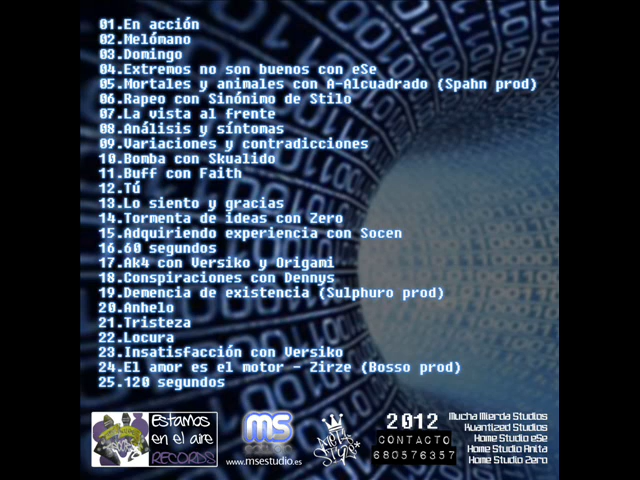 01.En acción
02.Melómano
03.Domingo
04.Extremos no son buenos con eSe
05.Mortales y animales con A-Alcuadrado (Spahn prod)
06.Rapeo con Sinónimo de Stilo
07.La vista al frente
08.Análisis y síntomas
09.Variaciones y contradicciones
10.Bomba con Skualido
11.Buff con Faith
12.Tú
13.Lo siento y gracias
14.Tormenta de ideas con Zero
15.Adquiriendo experiencia con Socen
16.60 segundos
17.Ak4 con Versiko y Origami
18.Conspiraciones con Dennys
19.Demencia de existencia (Sulphuro prod)
20.Anhelo
21.Tristeza
22.Locura
23.Insatisfacción con Versiko
24.El amor es el motor - Zirze (Bosso prod)
25.120 segundos
Estamos
en el aire
RECORDS
MS
www.msestudio.es
2012
CONTACTO
680576357
Mucha Mierda Studios
Kuantized Studios
Home Studio eSe
Home Studio Anita
Home Studio Zero